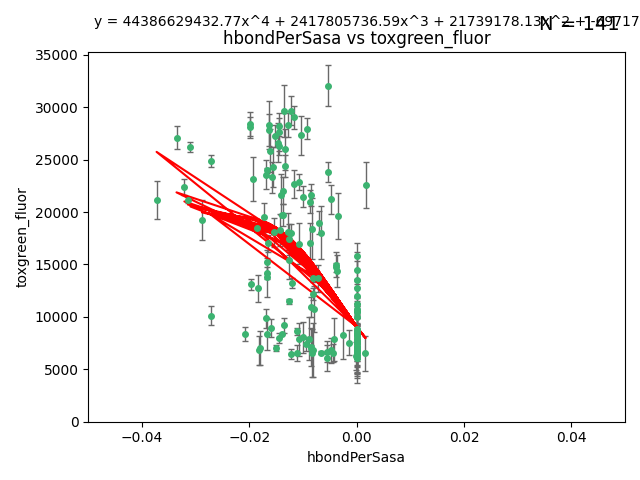 y = 44386629432.77x^4 + 2417805736.59x^3 + 21739178.13x^2 +
N = 141
hbondPerSasa vs toxgreen_fluor
toxgreen_fluor
35000
30000
25000
20000
15000
10000
5000
0
−0.04 −0.02 0.00 0.02 0.04
hbondPerSasa